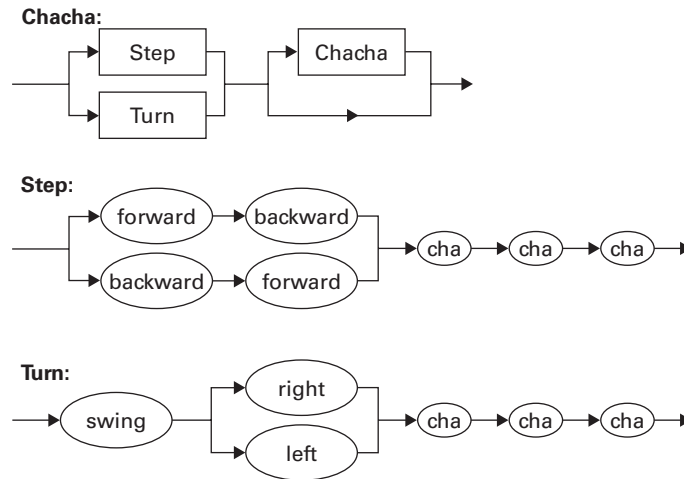 Chacha:
Step Chacha
Turn
Step:
forward backward
cha cha cha
backward forward
Turn:
right
swing cha cha cha
left